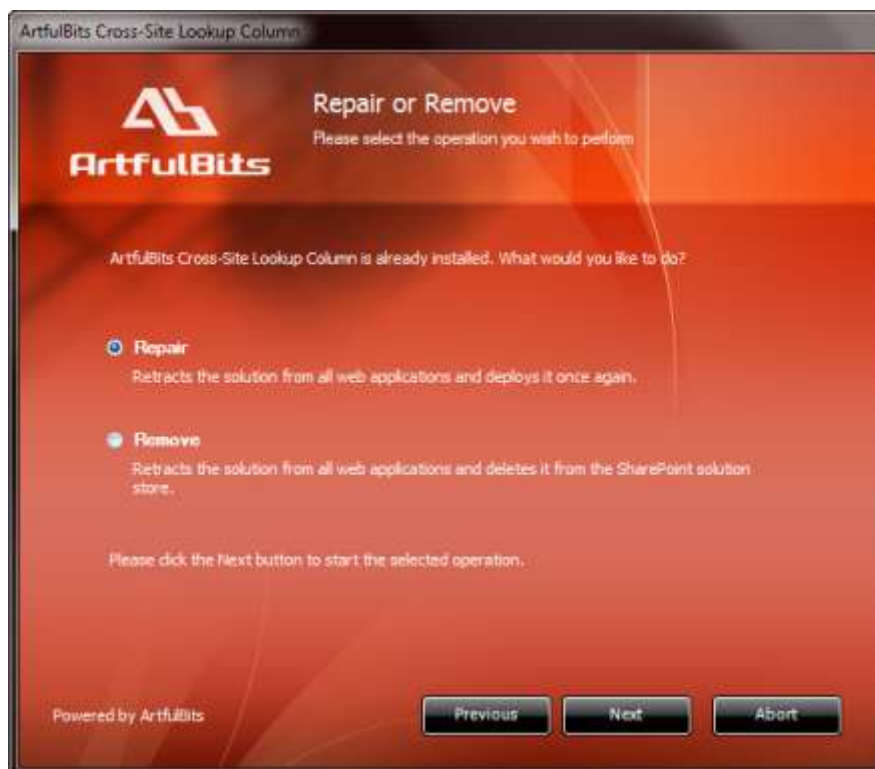 ArtfulBits Cross-Site Lookup Column
ArtfulBits
Repair or Remove
Please select the operation you wish to perform
ArtfulBits Cross-Site Lookup Column is already installed. What would you like to do?
Repair
Retracts the solution from all web applications and deploys it once again.
Remove
Retracts the solution from all web applications and deletes it from the SharePoint solution
store.
Please click the Next button to start the selected operation.
Powered by ArtfulBits
Previous Next Abort